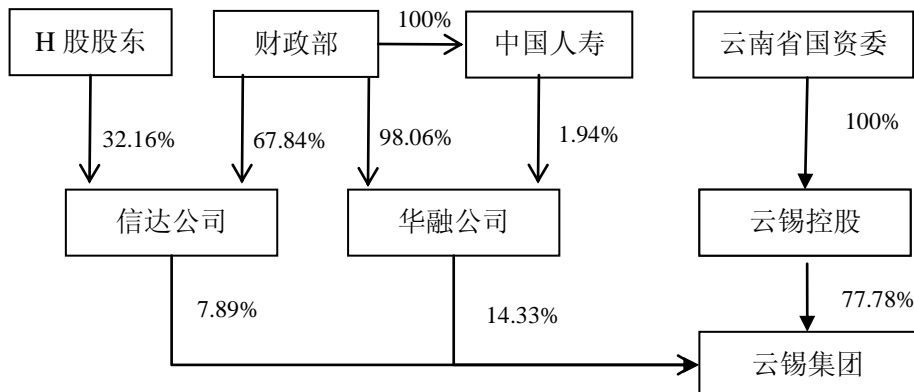 100%
H 股股东
财政部
中国人寿
云南省国资委
32.16%
67.84%
98.06%
1.94%
100%
信达公司
华融公司
云锡控股
7.89%
14.33%
77.78%
云锡集团